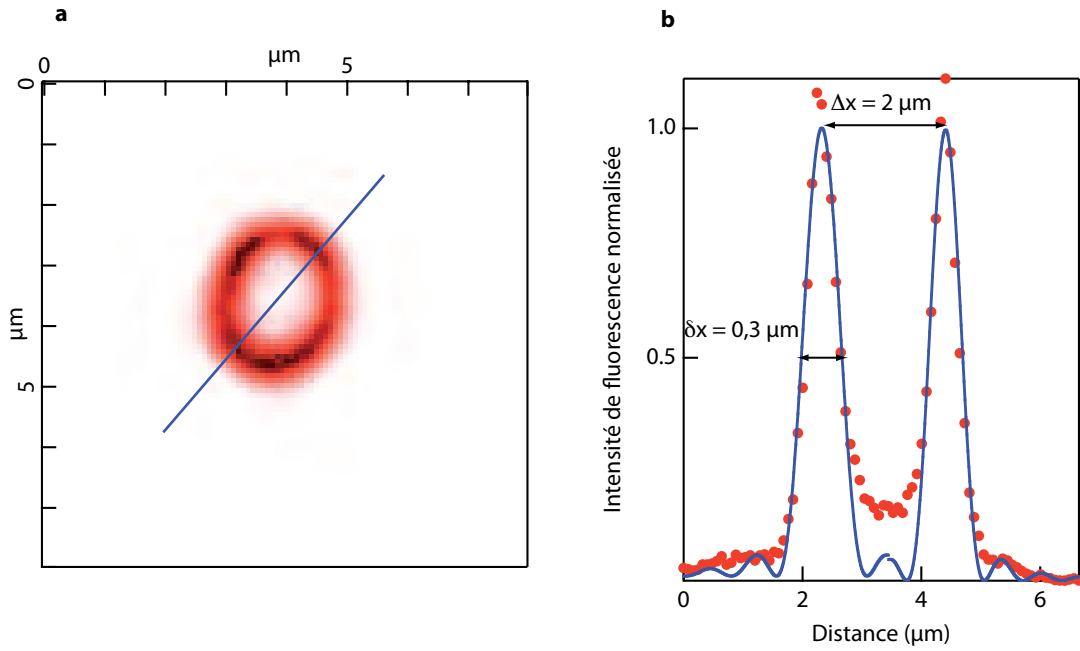 a
µm
0 5
0
µm
5
b
Intensité de fluorescence normalisée
1.0
0.5
Δx = 2 µm
δx = 0,3 µm
0 2 4 6
Distance (µm)